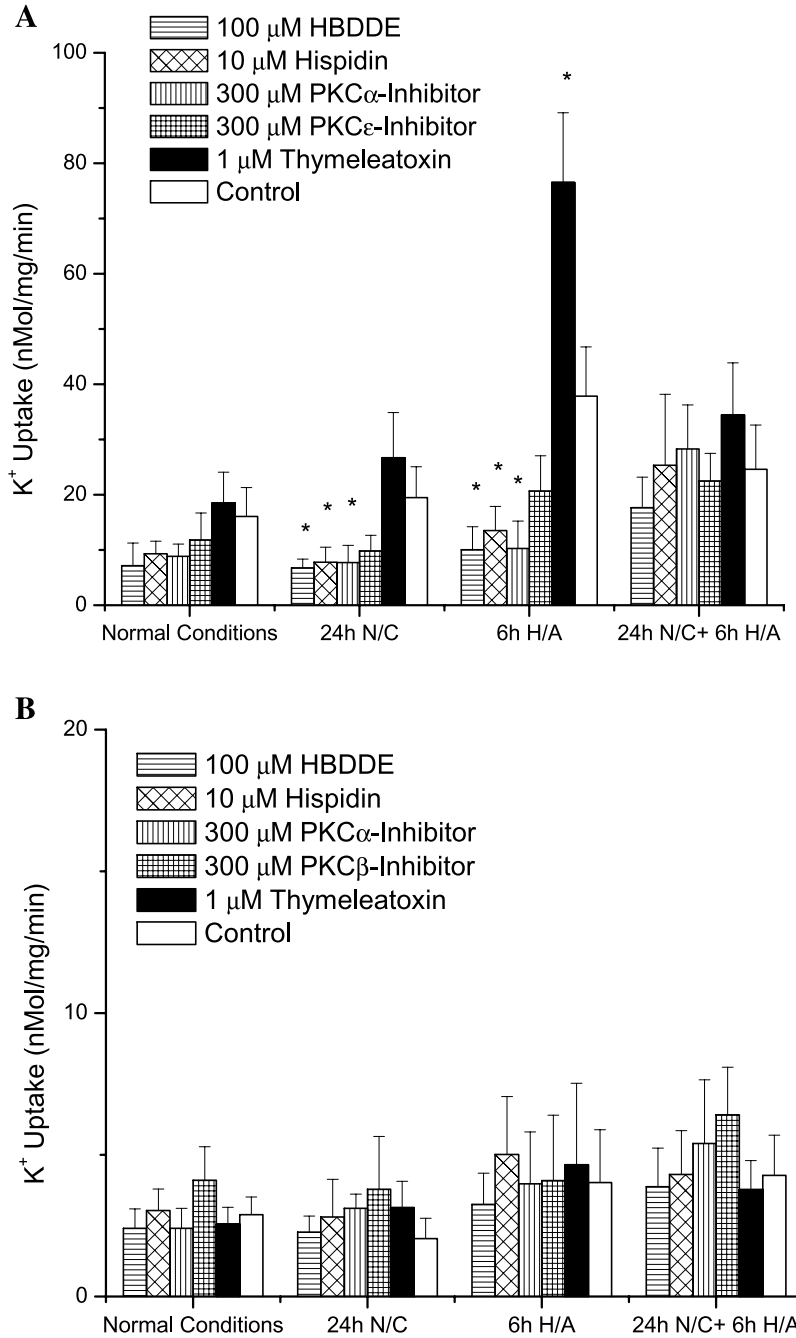 A
100 μM HBDDE
10 μM Hispidin
300 μM PKCα-Inhibitor
300 μM PKCε-Inhibitor
1 μM Thymeleatoxin
Control
K+ Uptake (nMol/mg/min)
100
80
60
40
20
0
*
* * *
* * *
Normal Conditions 24h N/C 6h H/A 24h N/C+ 6h H/A
B
100 μM HBDDE
10 μM Hispidin
300 μM PKCα-Inhibitor
300 μM PKCβ-Inhibitor
1 μM Thymeleatoxin
Control
K+ Uptake (nMol/mg/min)
20
10
0
Normal Conditions 24h N/C 6h H/A 24h N/C+ 6h H/A